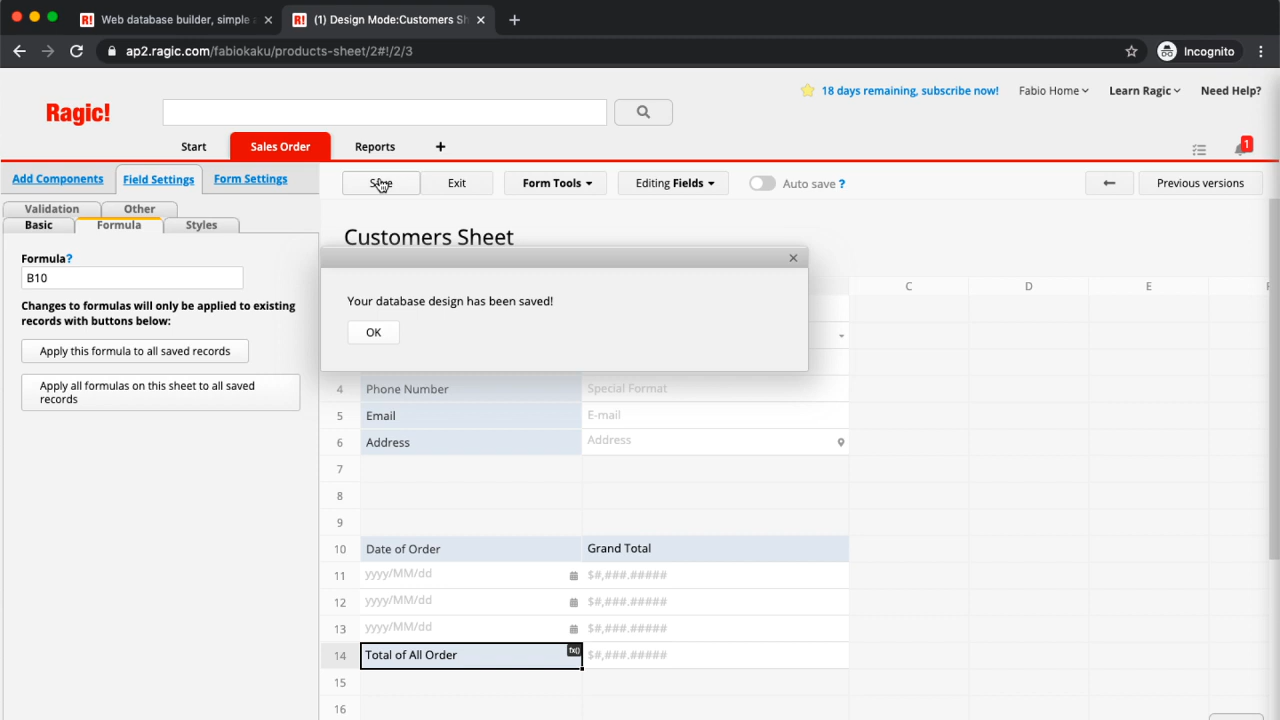 R! Web database builder, simple a
R! (1) Design Mode:Customers Sh
ap2.ragic.com/fabiokaku/products-sheet/2#!/2/3
Incognito
18 days remaining, subscribe now!
Fabio Home
Learn Ragic
Need Help?
Ragic!
Start
Sales Order
Reports
+
1
Add Components
Field Settings
Form Settings
Save
Exit
Form Tools
Editing Fields
Auto save ?
Previous versions
Validation
Other
Basic
Formula
Styles
Customers Sheet
Formula?
B10
Changes to formulas will only be applied to existing
records with buttons below:
Apply this formula to all saved records
Apply all formulas on this sheet to all saved
records
Your database design has been saved!
OK
C
D
E
4 Phone Number Special Format
5 Email E-mail
6 Address Address
7
8
9
10 Date of Order Grand Total
11 yyyy/MM/dd $#,###.#####
12 yyyy/MM/dd $#,###.#####
13 yyyy/MM/dd $#,###.#####
14 Total of All Order fx() $#,###.#####
15
16